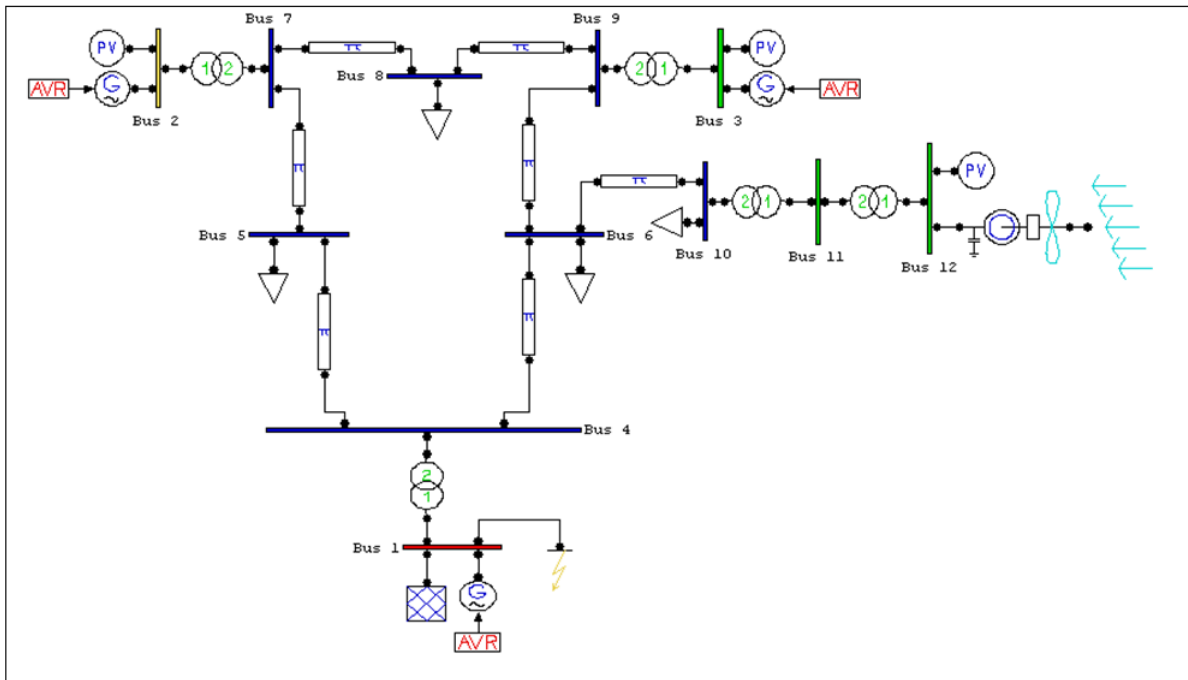 Bus 7
Bus 9
PV
1 2
π
π
2 1
PV
AVR
G
Bus 8
G
AVR
Bus 2
Bus 3
π
π
π
2 1
2 1
PV
Bus 5
Bus 6
Bus 10
Bus 11
Bus 12
π
π
Bus 4
2
1
Bus 1
G
AVR